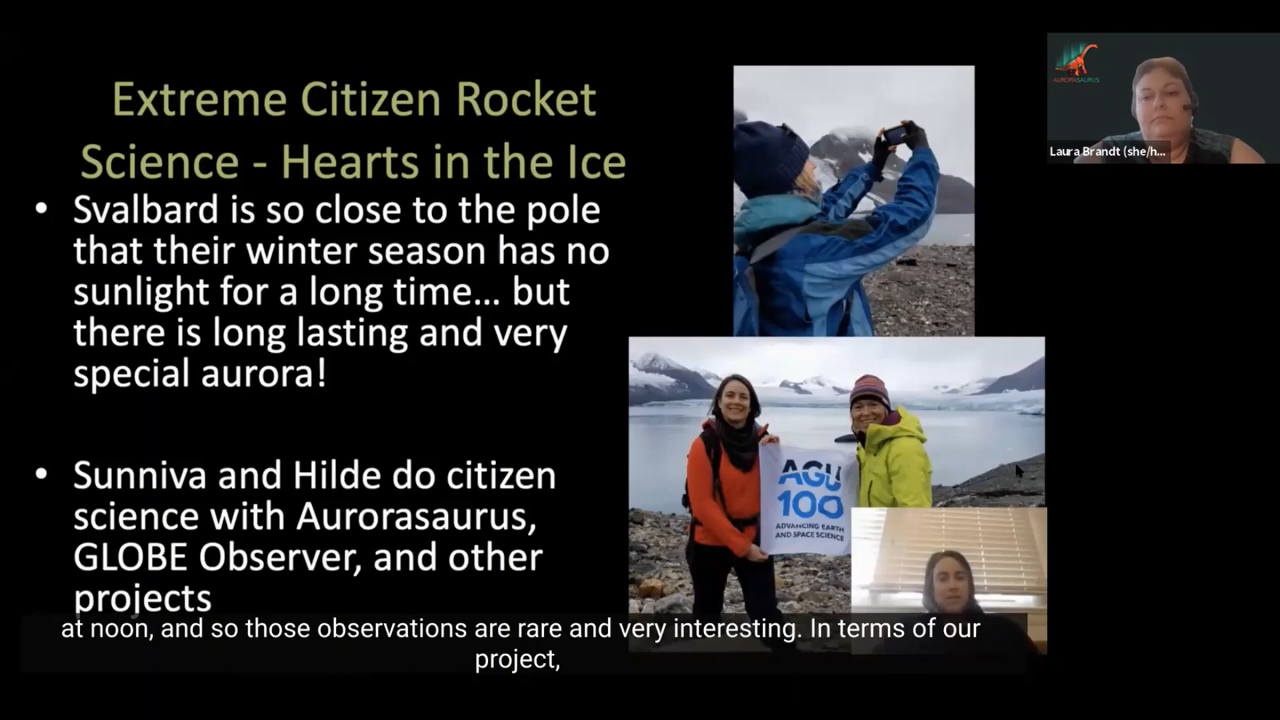 Extreme Citizen Rocket
Science - Hearts in the Ice
• Svalbard is so close to the pole
that their winter season has no
sunlight for a long time... but
there is long lasting and very
special aurora!
• Sunniva and Hilde do citizen
science with Aurorasaurus,
GLOBE Observer, and other
projects
AGU
100
ADVANCING EARTH
AND SPACE SCIENCE
AURORASAURUS
Laura Brandt (she/h...
at noon, and so those observations are rare and very interesting. In terms of our
project,